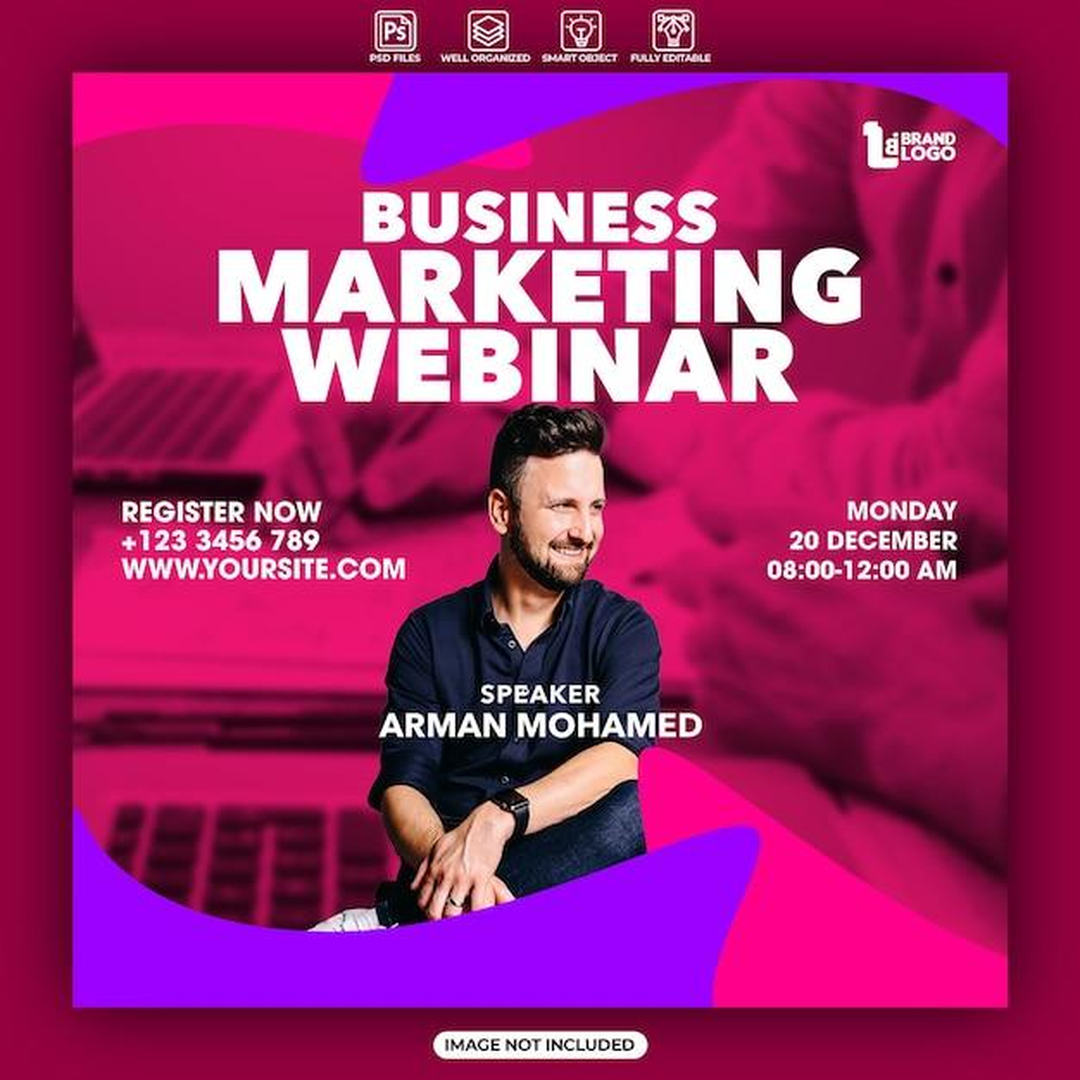 Ps
PSD FILES
WELL ORGANIZED
SMART OBJECT
FULLY EDITABLE
BRAND
LOGO
BUSINESS
MARKETING
WEBINAR
REGISTER NOW
+123 3456 789
WWW.YOURSITE.COM
MONDAY
20 DECEMBER
08:00-12:00 AM
SPEAKER
ARMAN MOHAMED
IMAGE NOT INCLUDED